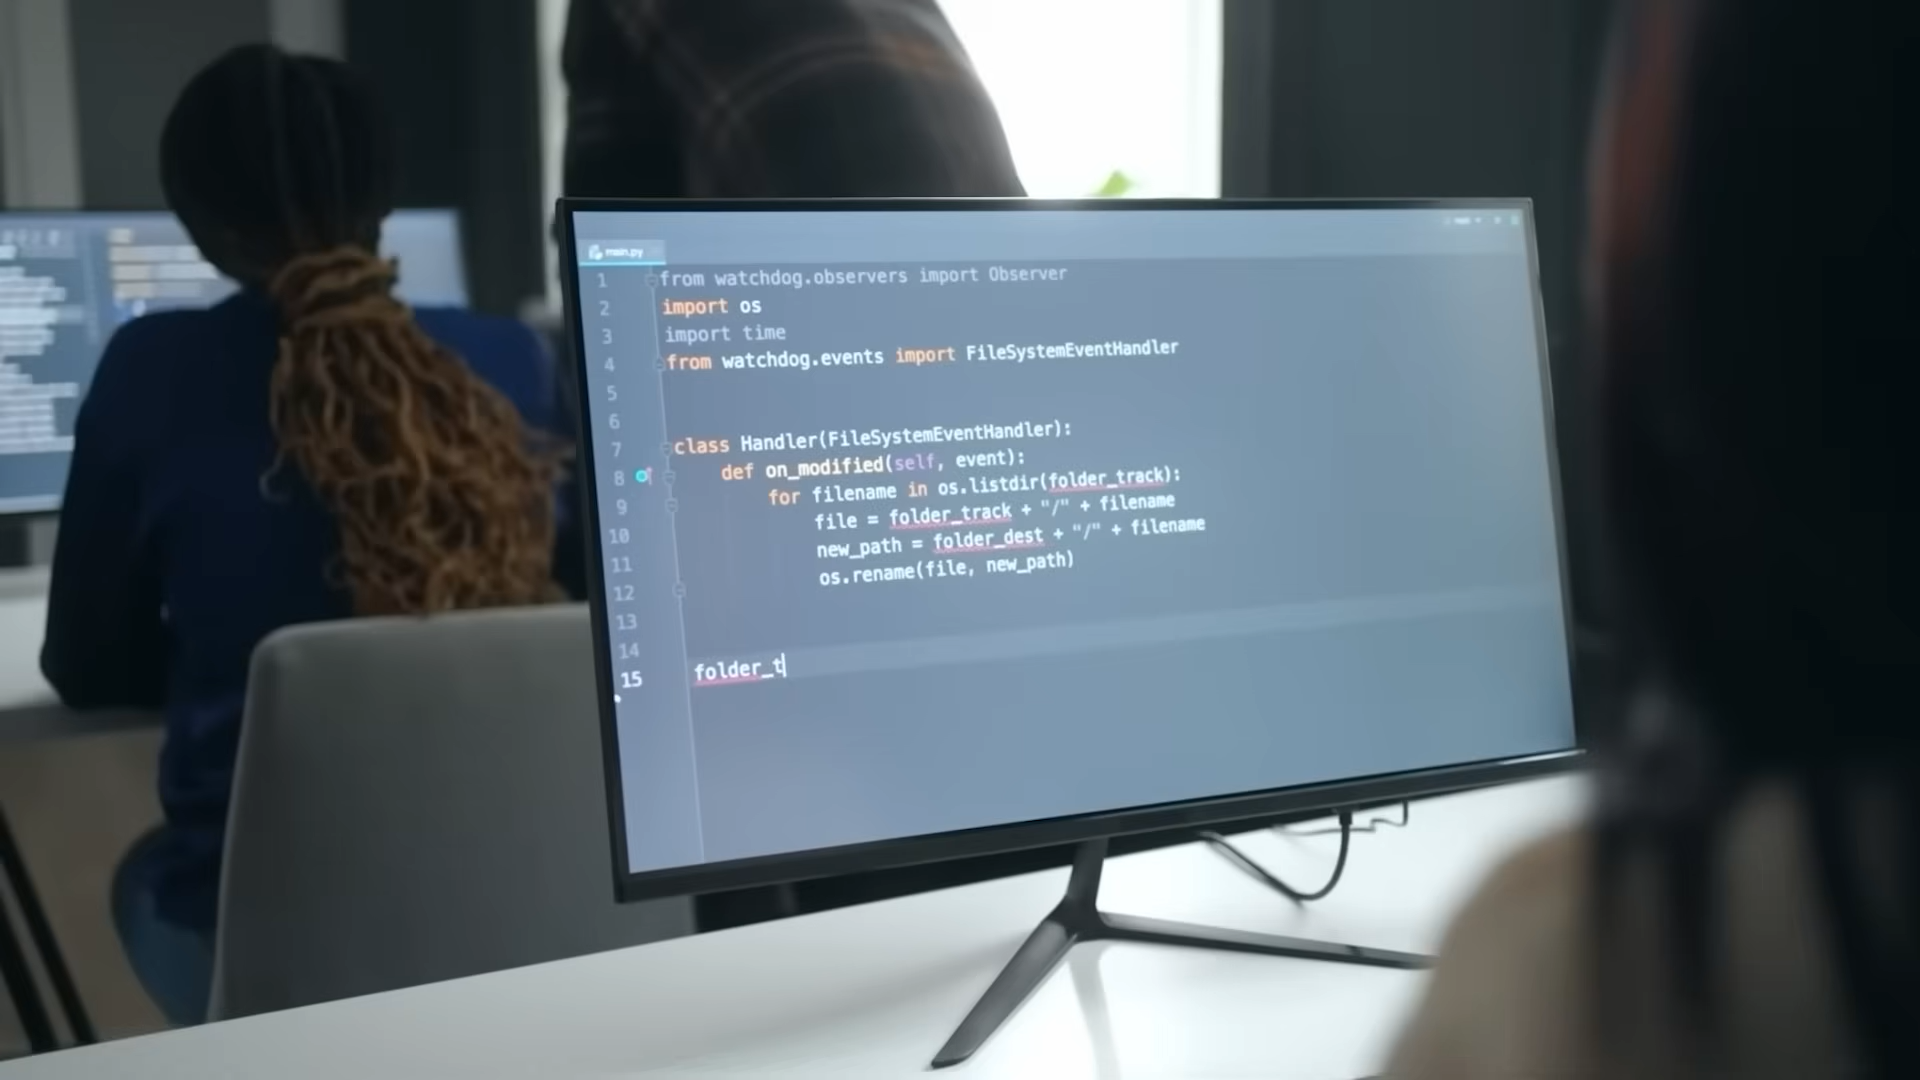 main.py
1 from watchdog.observers import Observer
2 import os
3 import time
4 from watchdog.events import FileSystemEventHandler
5
6
7 class Handler(FileSystemEventHandler):
8 def on_modified(self, event):
9 for filename in os.listdir(folder_track):
10 file = folder_track + "/" + filename
11 new_path = folder_dest + "/" + filename
12 os.rename(file, new_path)
13
14
15 folder_t